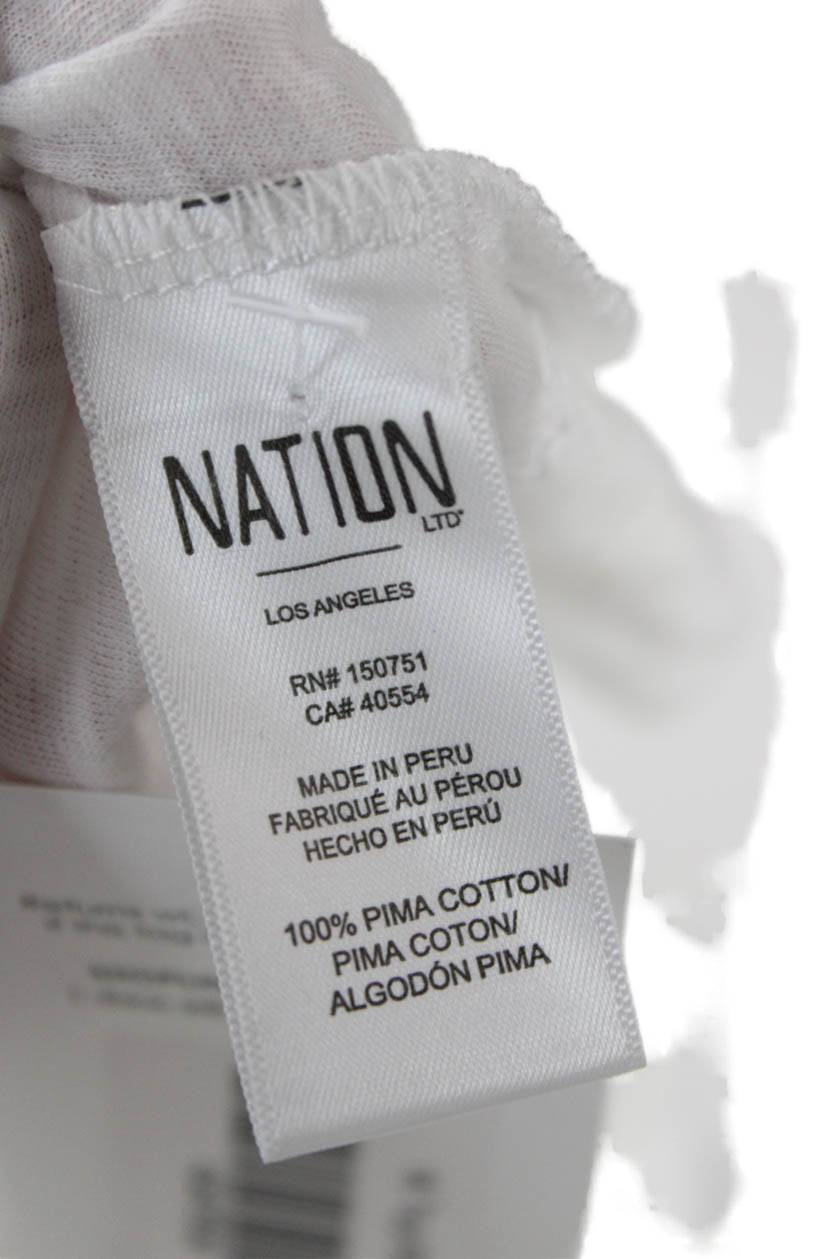 NATION
LTD
LOS ANGELES
RN# 150751
CA# 40554
MADE IN PERU
FABRIQUÉ AU PÉROU
HECHO EN PERÚ
100% PIMA COTTON/
PIMA COTON/
ALGODÓN PIMA